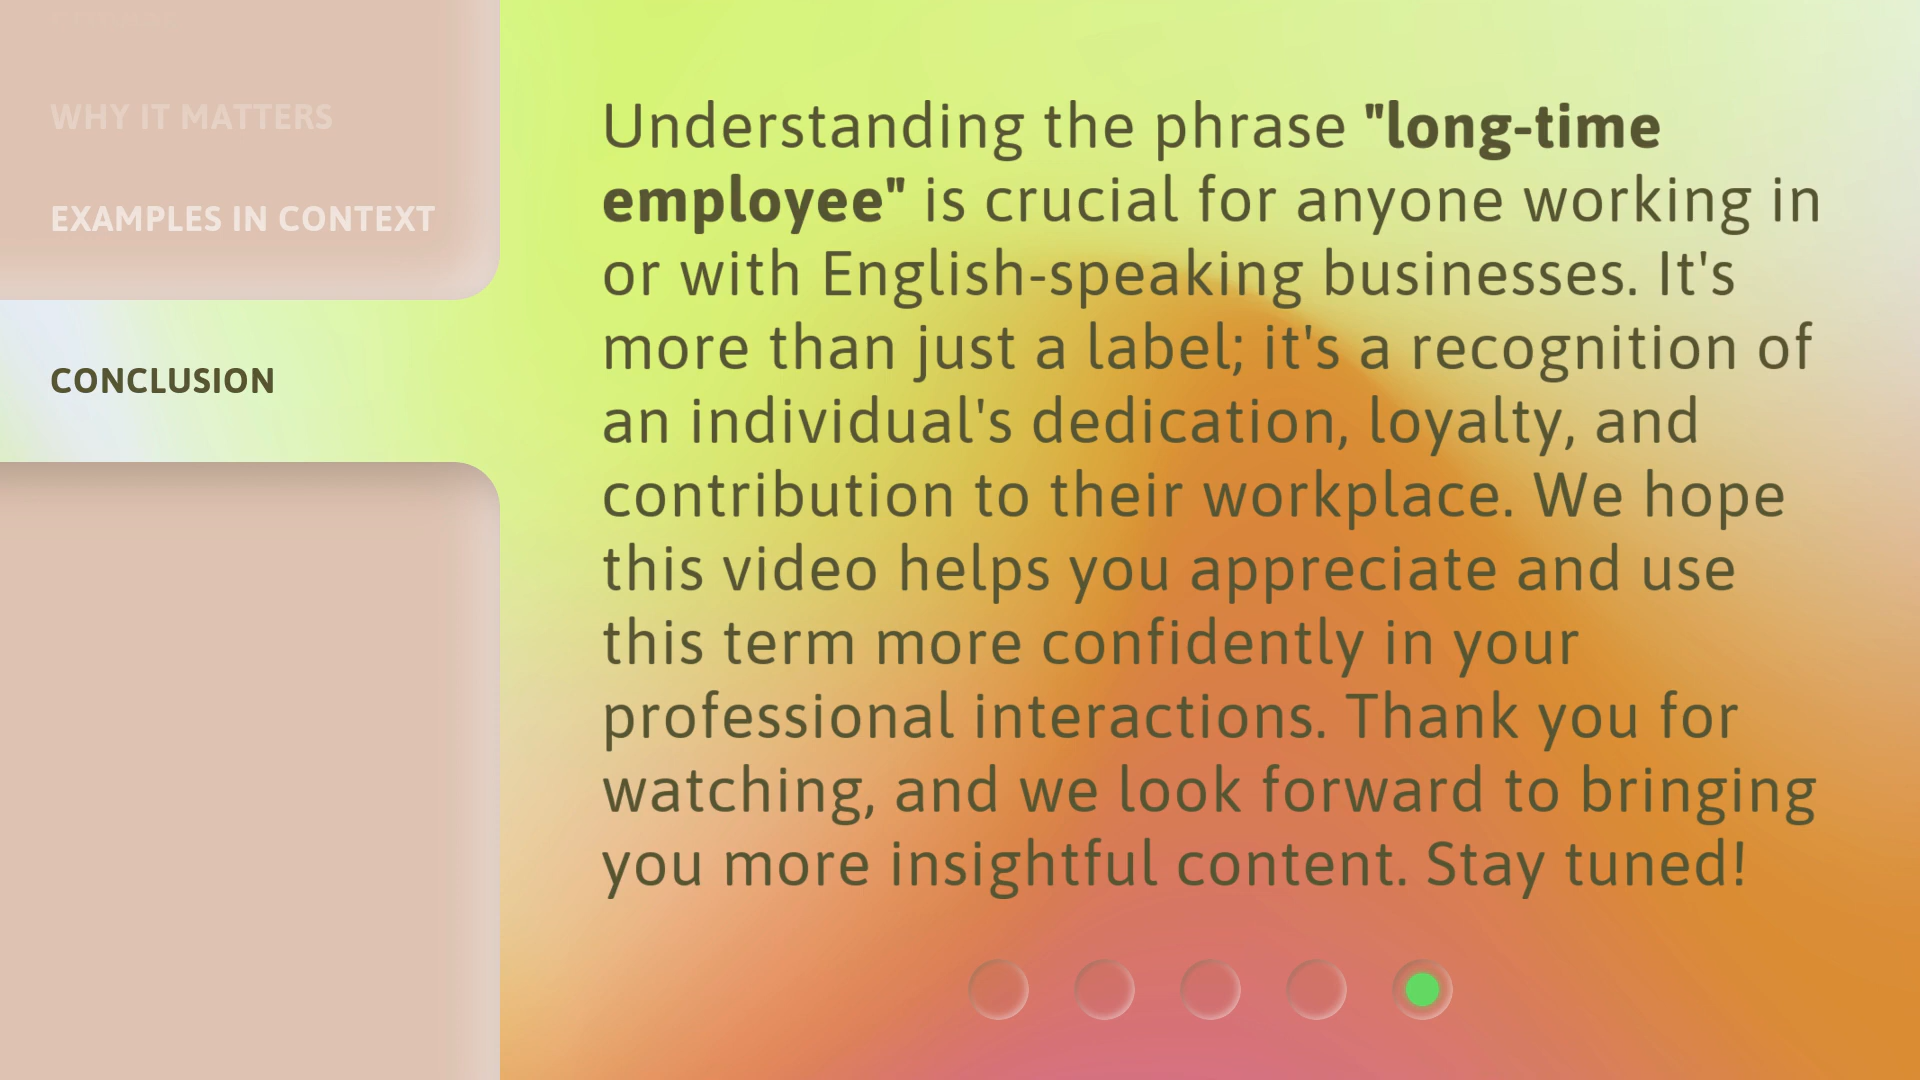 WHY IT MATTERS
EXAMPLES IN CONTEXT
CONCLUSION
Understanding the phrase "long-time
employee" is crucial for anyone working in
or with English-speaking businesses. It's
more than just a label; it's a recognition of
an individual's dedication, loyalty, and
contribution to their workplace. We hope
this video helps you appreciate and use
this term more confidently in your
professional interactions. Thank you for
watching, and we look forward to bringing
you more insightful content. Stay tuned!